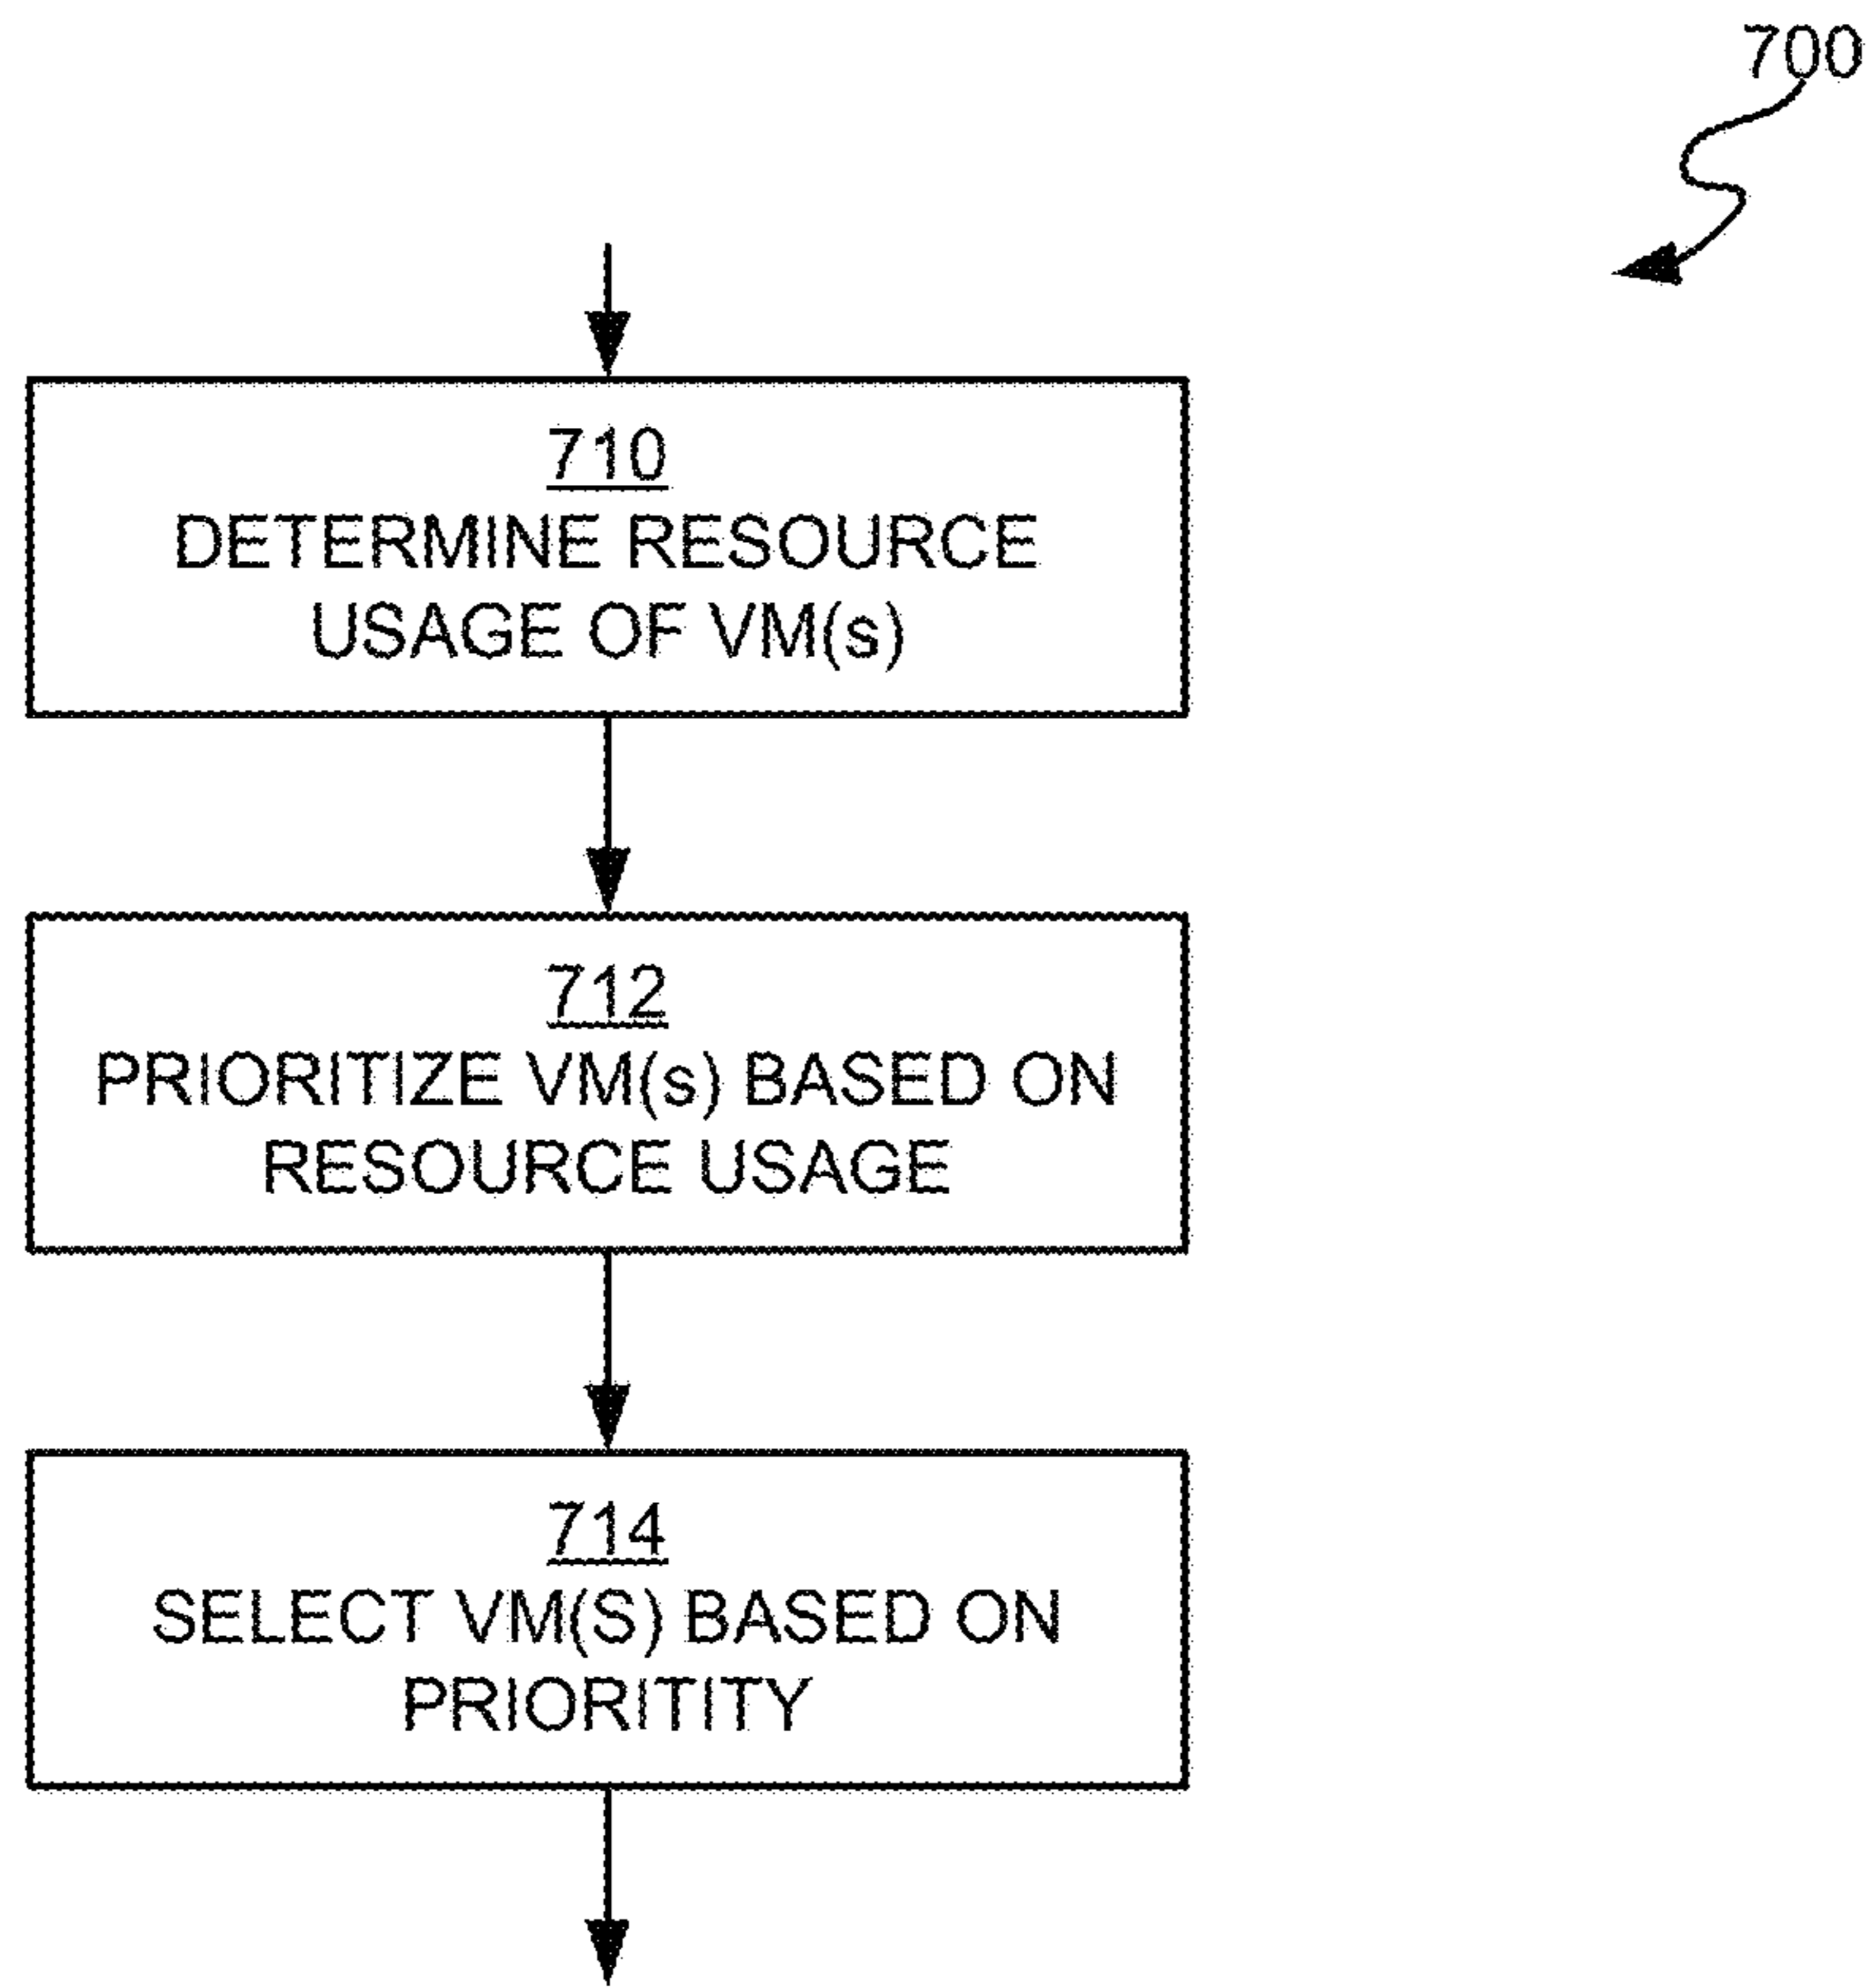 700
710
DETERMINE RESOURCE
USAGE OF VM(s)
712
PRIORITIZE VM(s) BASED ON
RESOURCE USAGE
714
SELECT VM(S) BASED ON
PRIORITITY